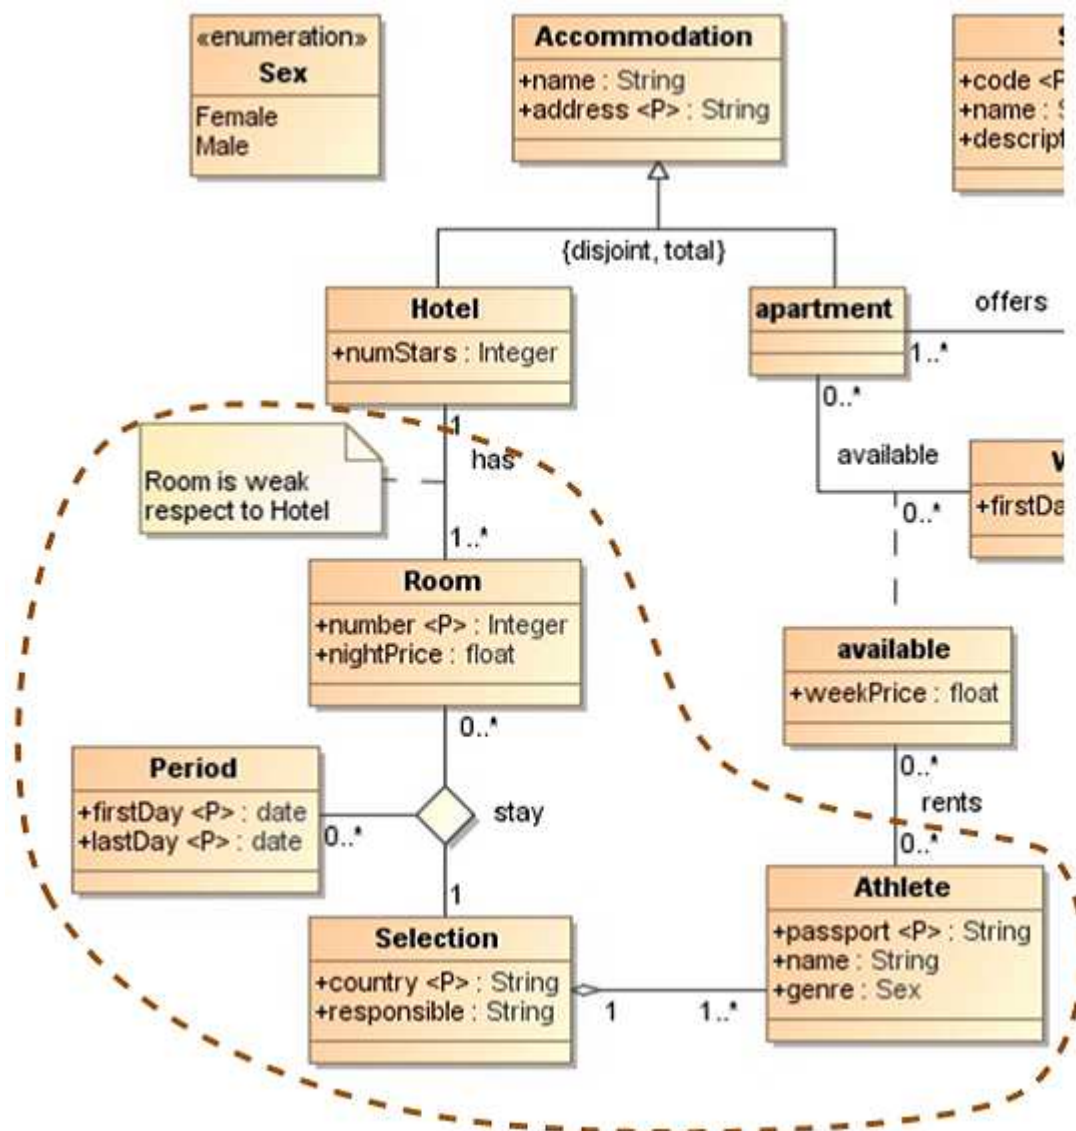 «enumeration»
Sex
Female
Male
Accommodation
+name : String
+address <P> : String
+code
+name :
{disjoint, total}
Hotel
+numStars : Integer
apartment
offers
1..*
0..*
available
0..*
1
has
Room is weak
respect to Hotel
1..*
Room
+number <P> : Integer
+nightPrice : float
available
+weekPrice : float
0..*
rents
0..*
0..*
stay
Period
+firstDay <P> : date
+lastDay <P> : date
0..*
1
Selection
+country <P> : String
+responsible : String
1
1..*
Athlete
+passport <P> : String
+name : String
+genre : Sex